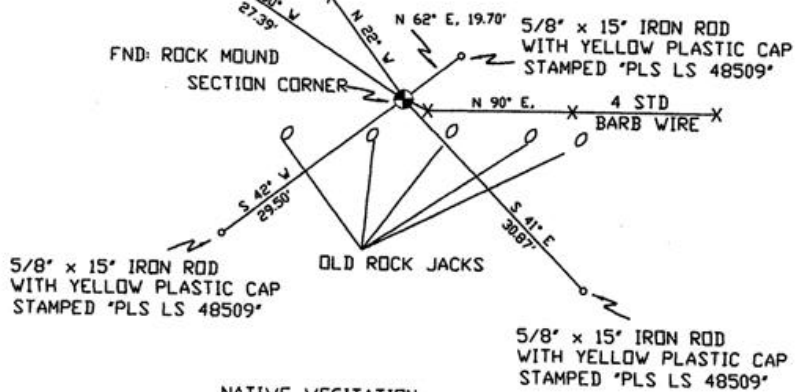 27.39'
N 22° W
N 62° E, 19.70'
5/8" x 15" IRON ROD
WITH YELLOW PLASTIC CAP
STAMPED "PLS LS 48509"
FND: ROCK MOUND
SECTION CORNER
N 90° E,
4 STD
BARB WIRE
S 42° W
29.50'
S 41° E
30.87'
OLD ROCK JACKS
5/8" x 15" IRON ROD
WITH YELLOW PLASTIC CAP
STAMPED "PLS LS 48509"
5/8" x 15" IRON ROD
WITH YELLOW PLASTIC CAP
STAMPED "PLS LS 48509"
NATIVE VEGITATION